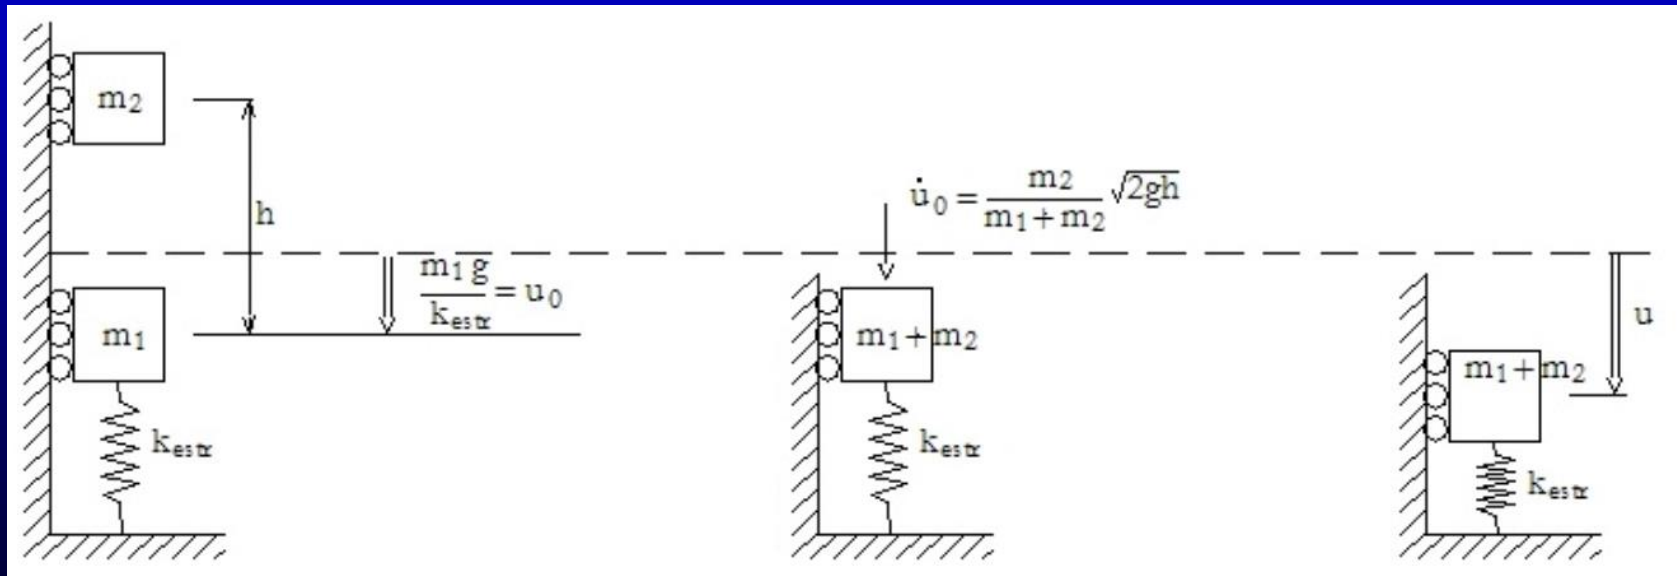 m₂
h
m₁
m₁ g / k_estr = u₀
k_estr
u̇₀ = m₂ / (m₁ + m₂) √2gh
m₁ + m₂
k_estr
u
m₁ + m₂
k_estr